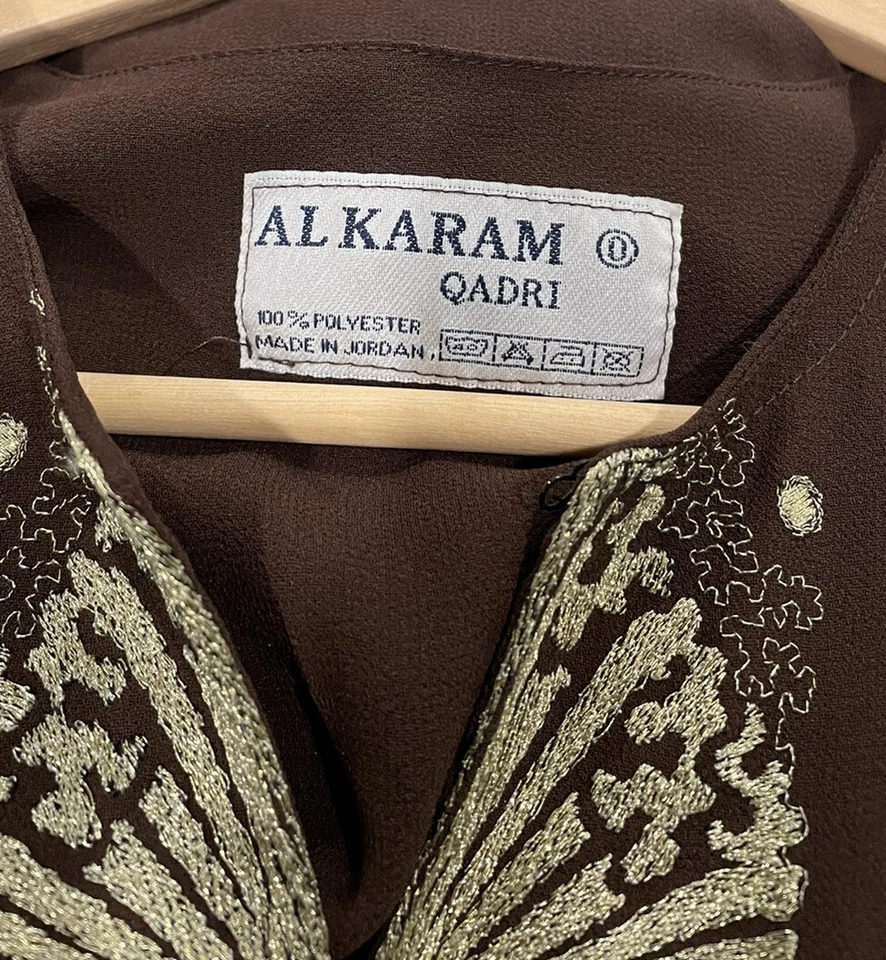 ALKARAM
QADRI
100 % POLYESTER
MADE IN JORDAN